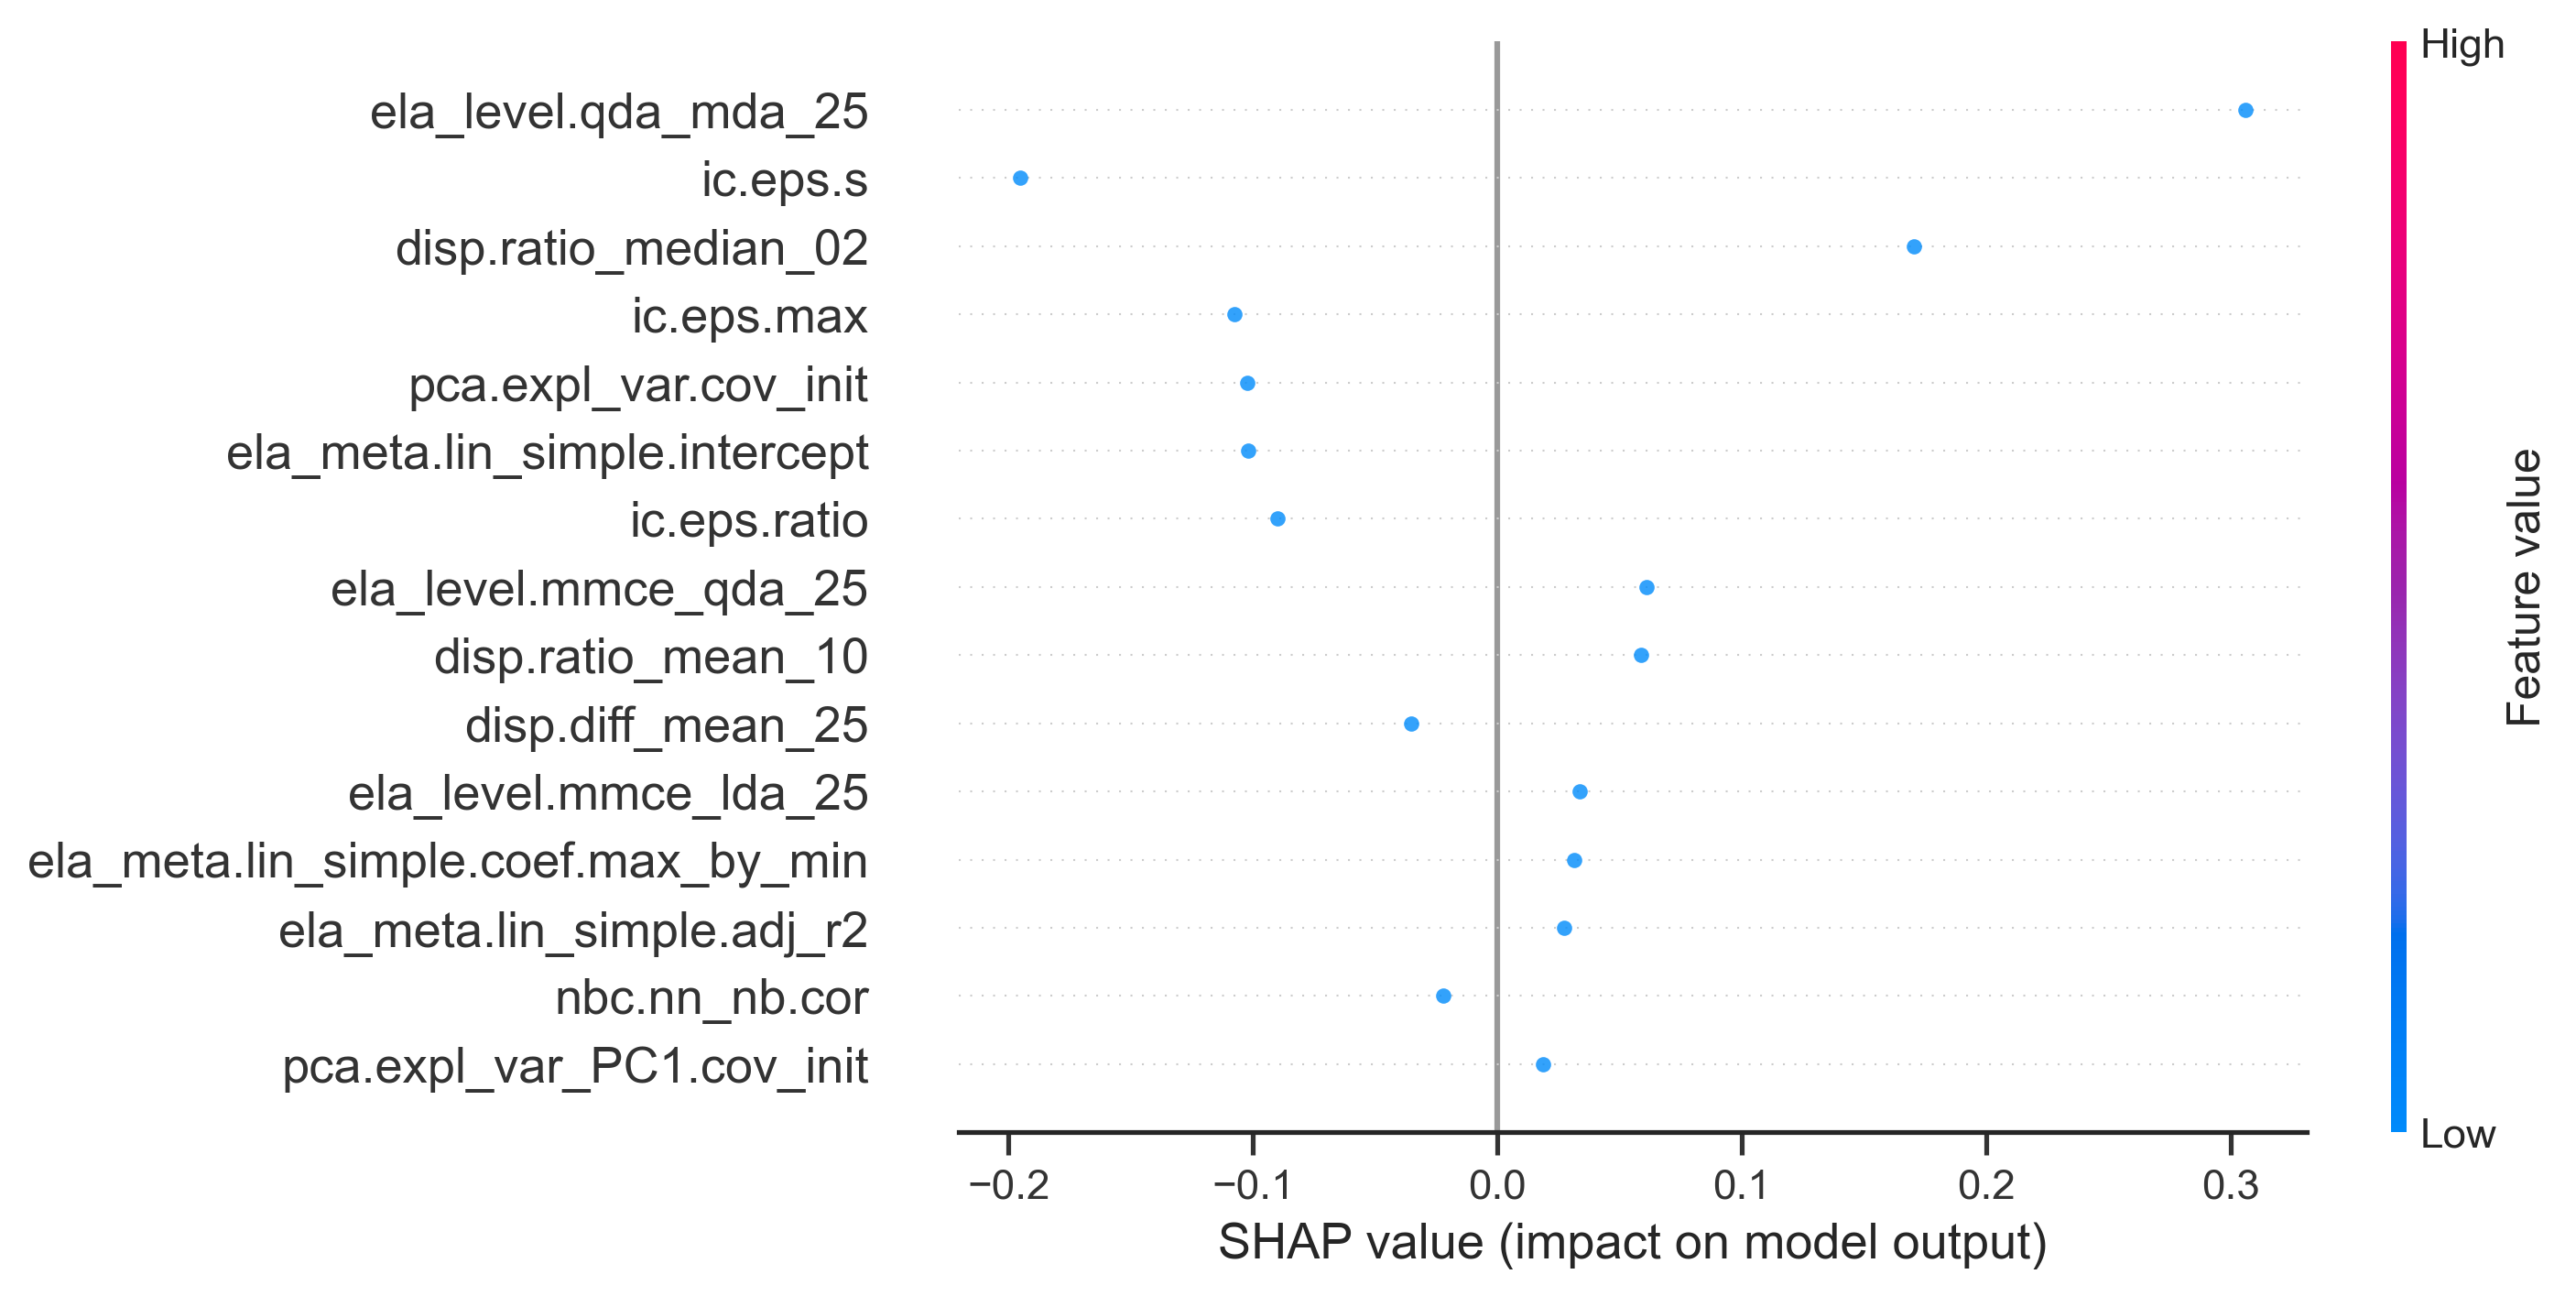 High
ela_level.qda_mda_25
ic.eps.s
disp.ratio_median_02
ic.eps.max
pca.expl_var.cov_init
ela_meta.lin_simple.intercept
ic.eps.ratio
ela_level.mmce_qda_25
disp.ratio_mean_10
disp.diff_mean_25
ela_level.mmce_lda_25
ela_meta.lin_simple.coef.max_by_min
ela_meta.lin_simple.adj_r2
nbc.nn_nb.cor
pca.expl_var_PC1.cov_init
Feature value
Low
−0.2 −0.1 0.0 0.1 0.2 0.3
SHAP value (impact on model output)